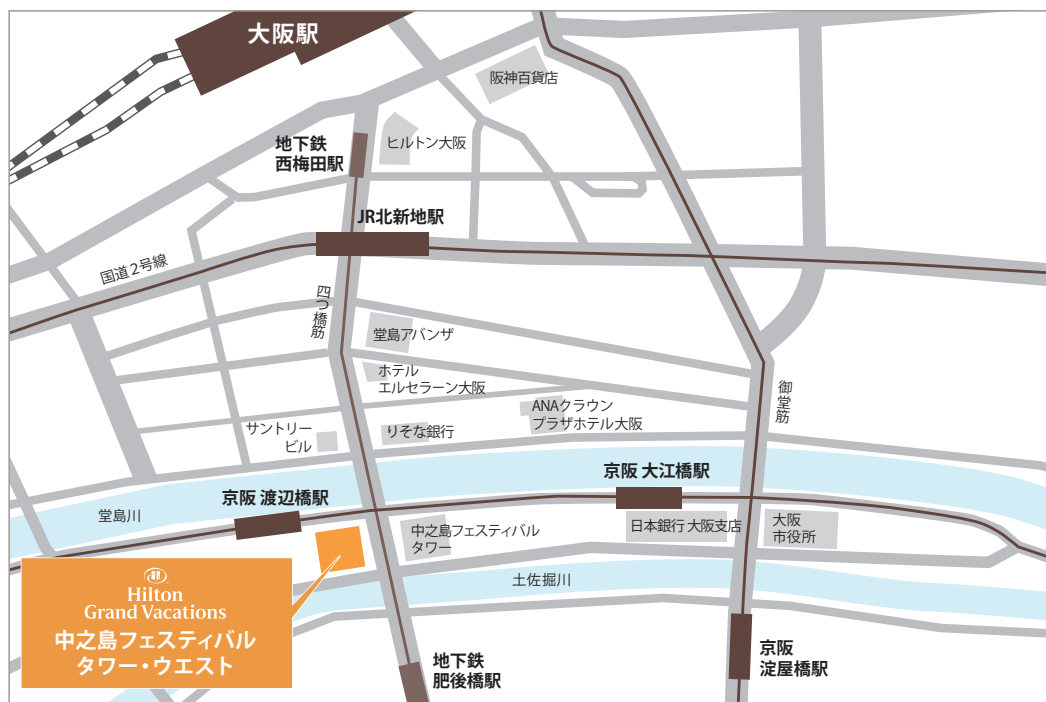 大阪駅
阪神百貨店
地下鉄
西梅田駅
ヒルトン大阪
JR北新地駅
国道2号線
四つ橋筋
堂島アバンザ
ホテル
エルセラーン大阪
御堂筋
ANAクラウン
プラザホテル大阪
サントリー
ビル
りそな銀行
京阪 渡辺橋駅
京阪 大江橋駅
堂島川
中之島フェスティバル
タワー
日本銀行 大阪支店
大阪
市役所
土佐堀川
Hilton
Grand Vacations
中之島フェスティバル
タワー・ウエスト
地下鉄
肥後橋駅
京阪
淀屋橋駅